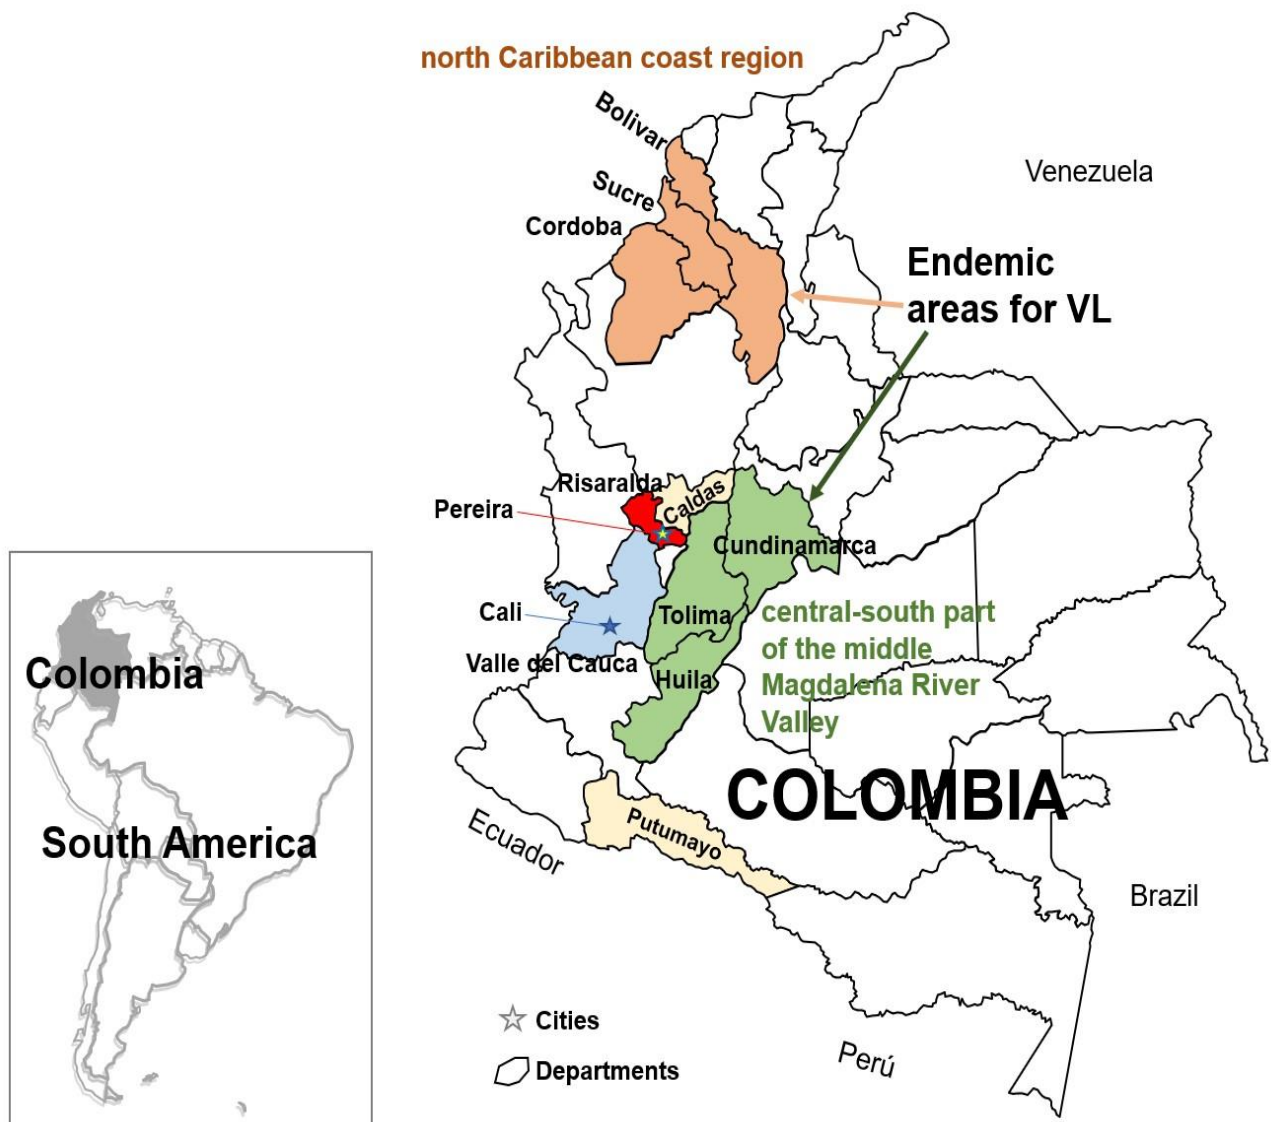 north Caribbean coast region
Bolivar
Sucre
Cordoba
Venezuela
Endemic
areas for VL
Risaralda
Caldas
Pereira
Cundinamarca
Cali
Tolima
central-south part
of the middle
Magdalena River
Valley
Valle del Cauca
Huila
Colombia
South America
COLOMBIA
Putumayo
Ecuador
Brazil
Cities
Perú
Departments